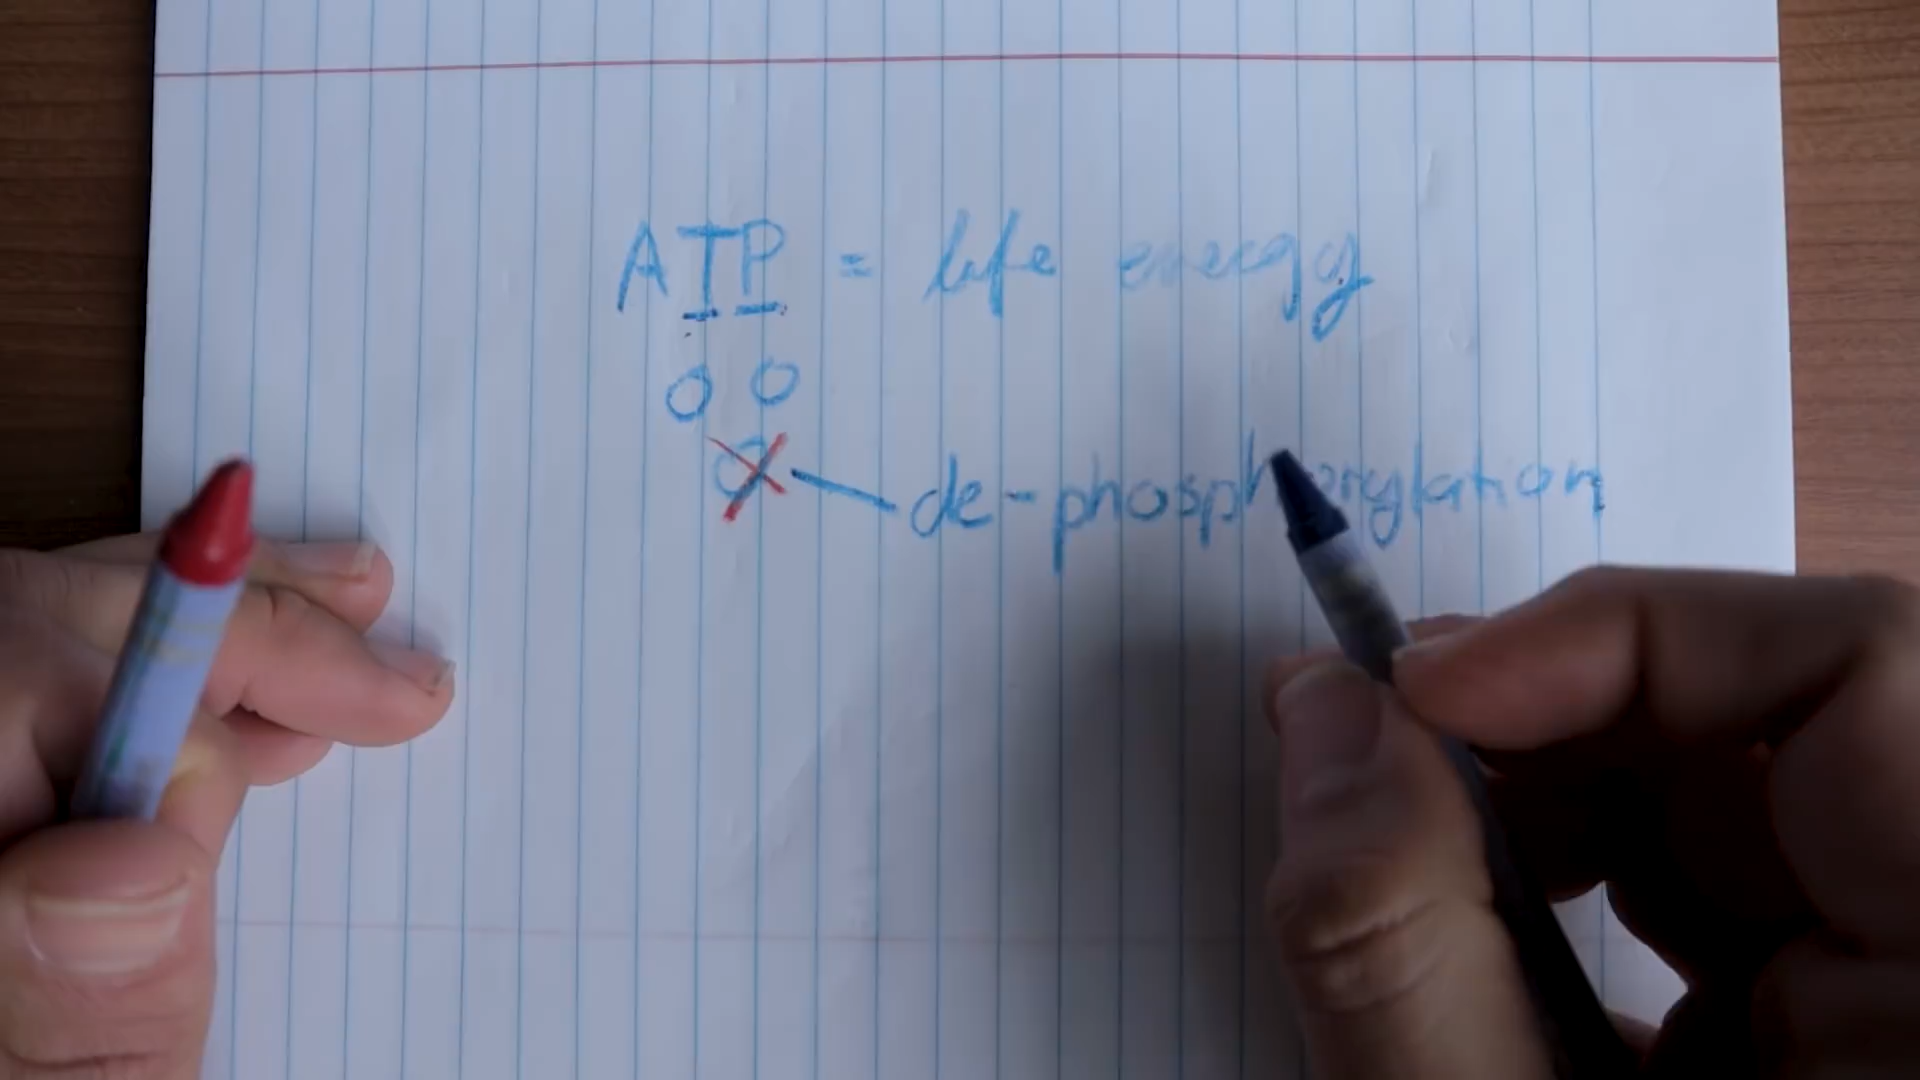 ATP = life energy
de-phosphorylation